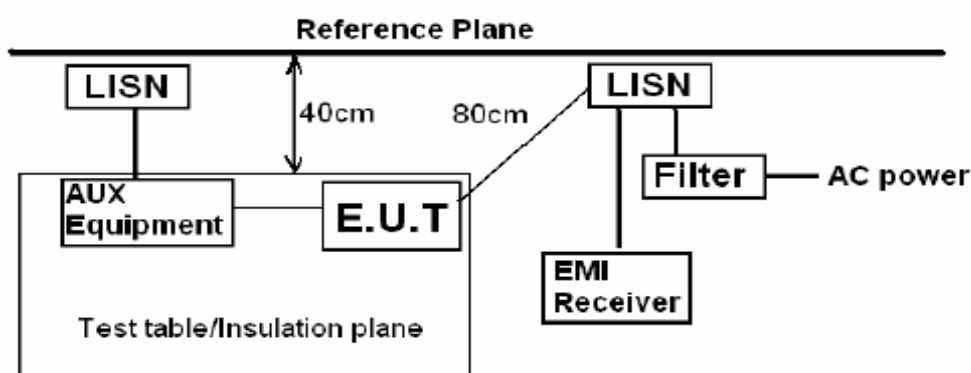 Reference Plane
LISN
40cm
80cm
LISN
AUX
Equipment
E.U.T
Filter
AC power
EMI
Receiver
Test table/Insulation plane